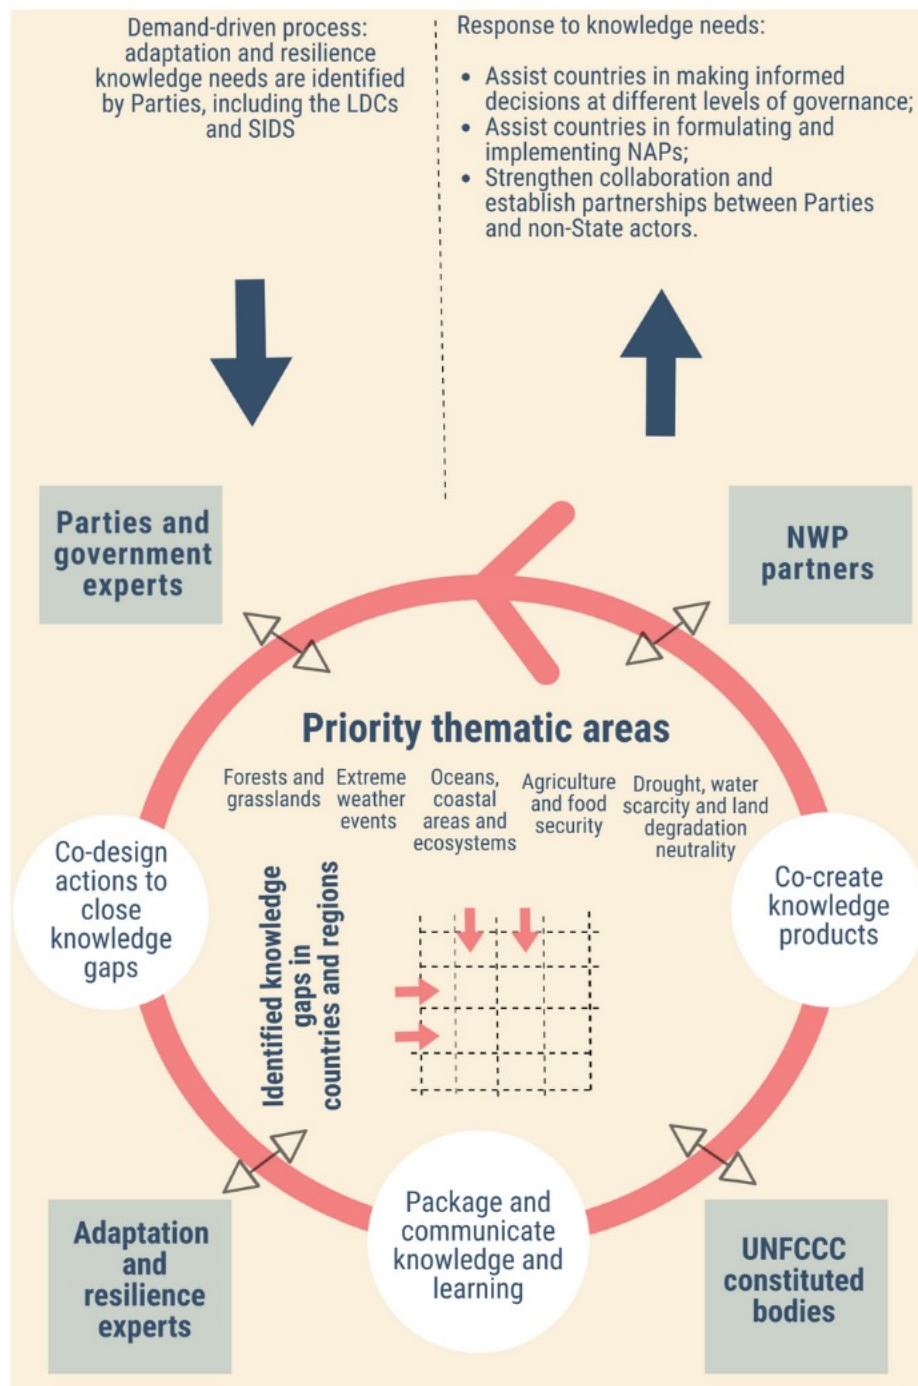 Demand-driven process:
adaptation and resilience
knowledge needs are identified
by Parties, including the LDCs
and SIDS
Response to knowledge needs:
• Assist countries in making informed
decisions at different levels of governance;
• Assist countries in formulating and
implementing NAPs;
• Strengthen collaboration and
establish partnerships between Parties
and non-State actors.
Parties and
government
experts
NWP
partners
Priority thematic areas
Forests and
grasslands
Extreme
weather
events
Oceans,
coastal
areas and
ecosystems
Agriculture
and food
security
Drought, water
scarcity and land
degradation
neutrality
Co-design
actions to
close
knowledge
gaps
Identified knowledge
gaps in
countries and regions
Co-create
knowledge
products
Package and
communicate
knowledge and
learning
Adaptation
and
resilience
experts
UNFCCC
constituted
bodies